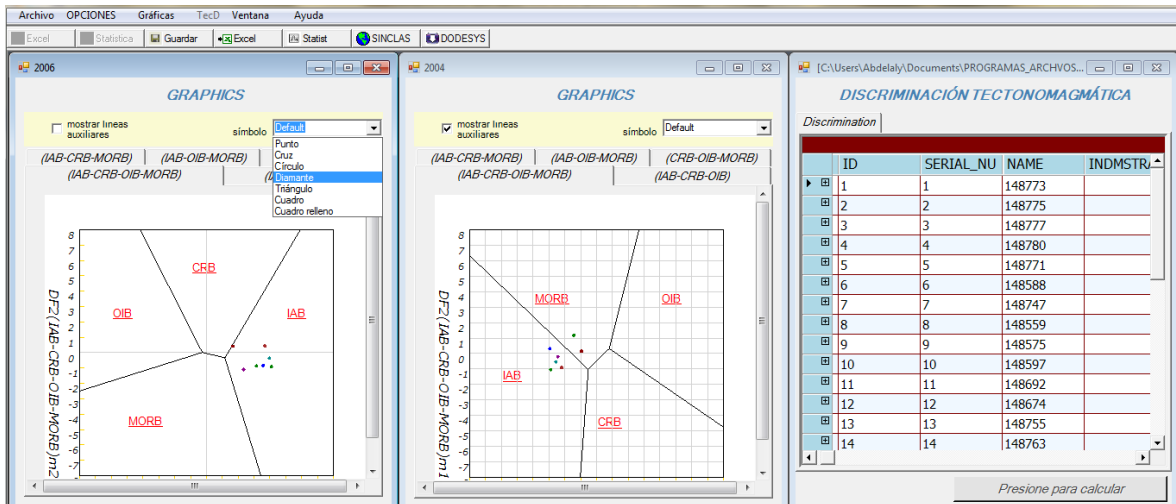 Archivo OPCIONES Gráficas TecD Ventana Ayuda
Excel Statistica Guardar Excel Statist SINCLAS DODESYS
2006
GRAPHICS
mostrar lineas
auxiliares
símbolo Default
Punto
Cruz
Círculo
Diamante
Triángulo
Cuadro
Cuadro relleno
(IAB-CRB-MORB) (IAB-OIB-MORB)
(IAB-CRB-OIB-MORB)
8
7
6
5
4
3
2
1
0
-1
-2
-3
-4
-5
-6
-7
DF2(IAB-CRB-OIB-MORB)m2
CRB
OIB
IAB
MORB
2004
GRAPHICS
mostrar lineas
auxiliares
símbolo Default
(IAB-CRB-MORB) (IAB-OIB-MORB) (CRB-OIB-MORB)
(IAB-CRB-OIB-MORB) (IAB-CRB-OIB)
8
7
6
5
4
3
2
1
0
-1
-2
-3
-4
-5
-6
-7
DF2(IAB-CRB-OIB-MORB)m1
MORB
OIB
IAB
CRB
[C:\Users\Abdelaly\Documents\PROGRAMAS_ARCHVOS...
DISCRIMINACIÓN TECTONOMAGMÁTICA
Discrimination
ID SERIAL_NU NAME INDMSTRA
1 1 148773
2 2 148775
3 3 148777
4 4 148780
5 5 148771
6 6 148588
7 7 148747
8 8 148559
9 9 148575
10 10 148597
11 11 148692
12 12 148674
13 13 148755
14 14 148763
Presione para calcular